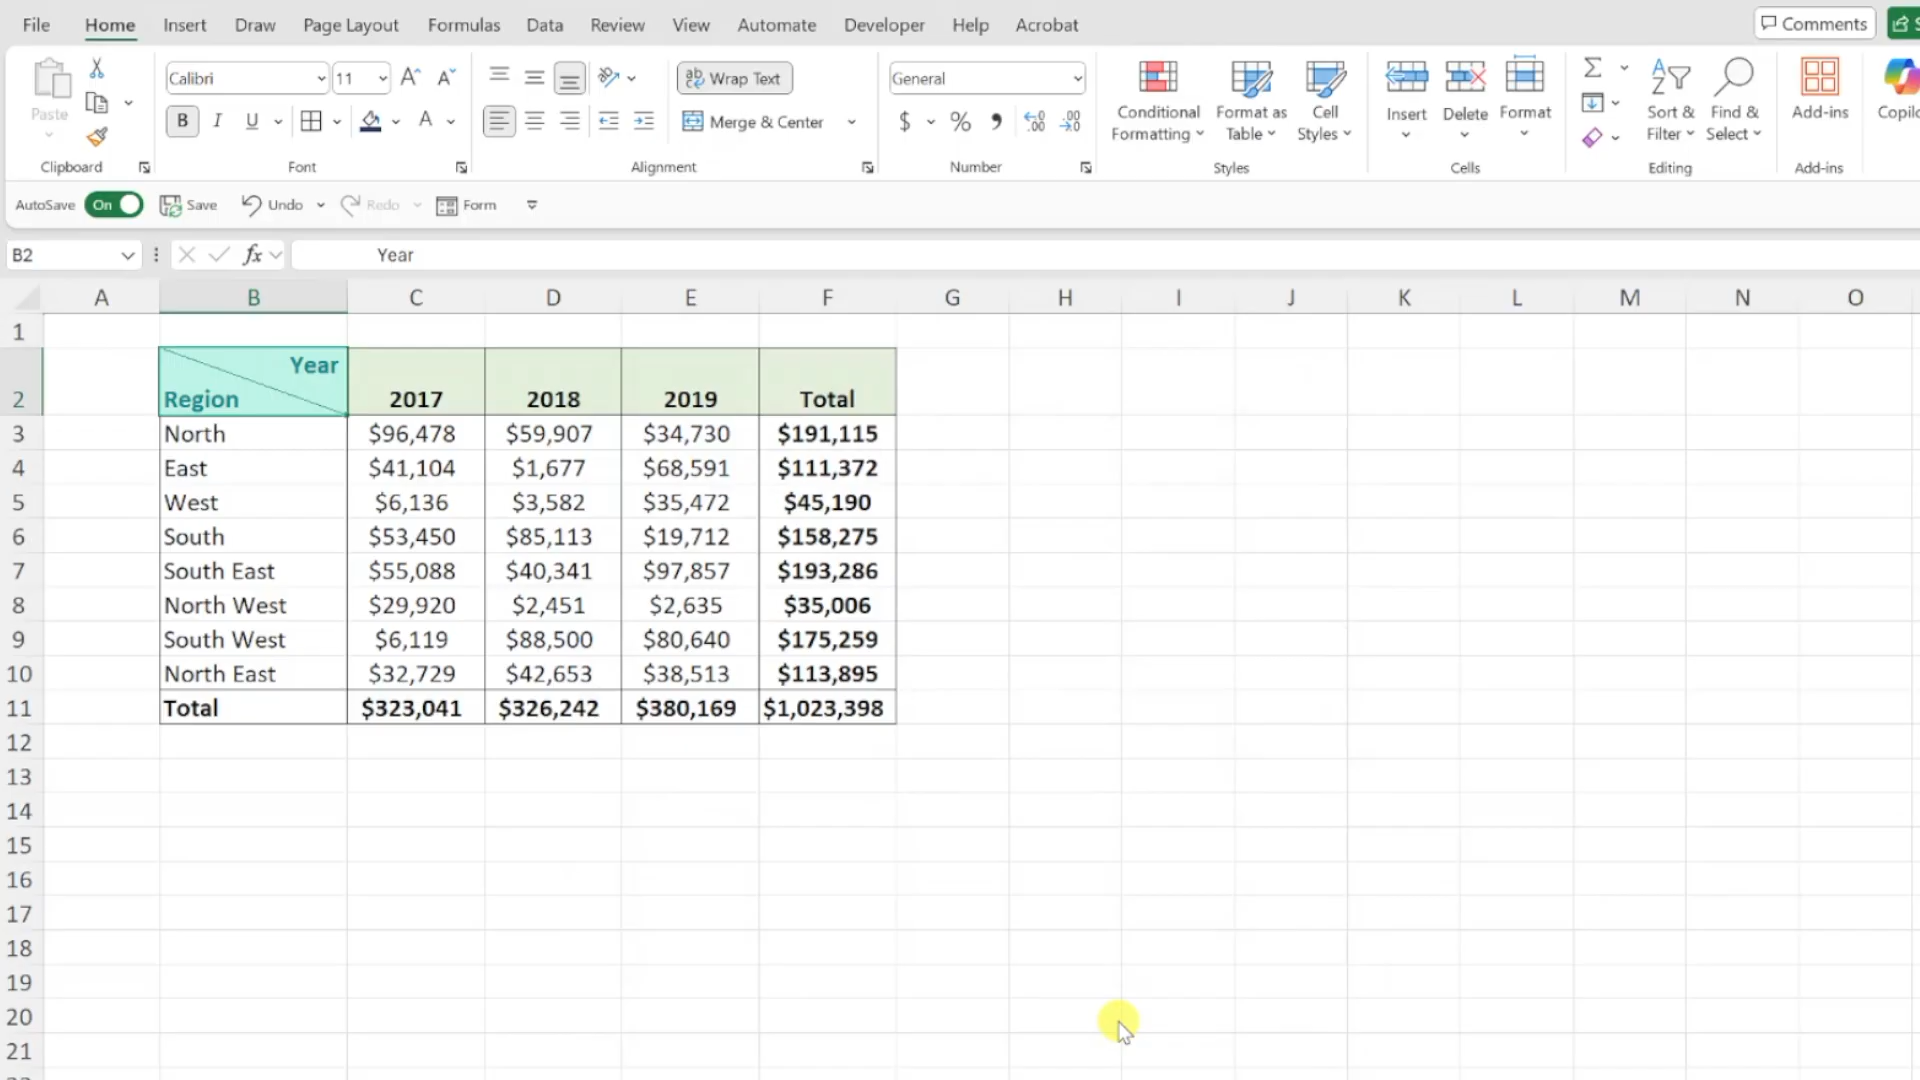 File Home Insert Draw Page Layout Formulas Data Review View Automate Developer Help Acrobat Comments
Calibri 11 A^ Aˇ ab Wrap Text General
Paste B I U A Merge & Center $ % , Conditional Formatting Format as Table Cell Styles Insert Delete Format Sort & Filter Find & Select Add-ins
Clipboard Font Alignment Number Styles Cells Editing Add-ins
AutoSave On Save Undo Redo Form
B2 fx Year
A B C D E F G H I J K L M N O
1
Year
2 Region 2017 2018 2019 Total
3 North $96,478 $59,907 $34,730 $191,115
4 East $41,104 $1,677 $68,591 $111,372
5 West $6,136 $3,582 $35,472 $45,190
6 South $53,450 $85,113 $19,712 $158,275
7 South East $55,088 $40,341 $97,857 $193,286
8 North West $29,920 $2,451 $2,635 $35,006
9 South West $6,119 $88,500 $80,640 $175,259
10 North East $32,729 $42,653 $38,513 $113,895
11 Total $323,041 $326,242 $380,169 $1,023,398
12
13
14
15
16
17
18
19
20
21